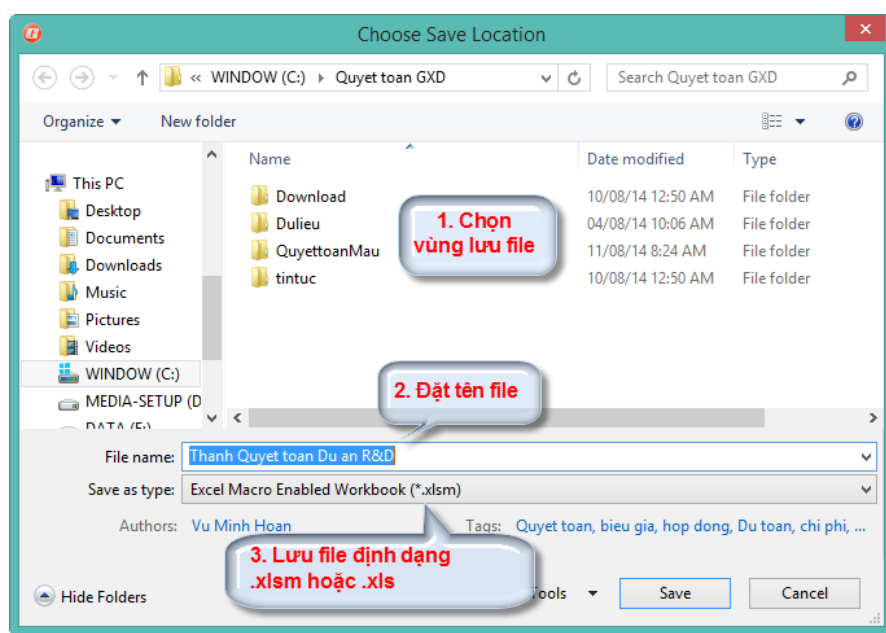 Choose Save Location
« WINDOW (C:) Quyet toan GXD
Search Quyet toan GXD
Organize
New folder
Name
Date modified
Type
This PC
Desktop
Documents
Downloads
Music
Pictures
Videos
WINDOW (C:)
MEDIA-SETUP (D
DATA (E:)
Download 10/08/14 12:50 AM File folder
Dulieu 04/08/14 10:06 AM File folder
QuyettoanMau 11/08/14 8:24 AM File folder
tintuc 10/08/14 12:50 AM File folder
1. Chọn
vùng lưu file
2. Đặt tên file
File name: Thanh Quyet toan Du an R&D
Save as type: Excel Macro Enabled Workbook (*.xlsm)
Authors: Vu Minh Hoan
Tags: Quyet toan, bieu gia, hop dong, Du toan, chi phi, ...
3. Lưu file định dạng
.xlsm hoặc .xls
Hide Folders
Tools
Save
Cancel